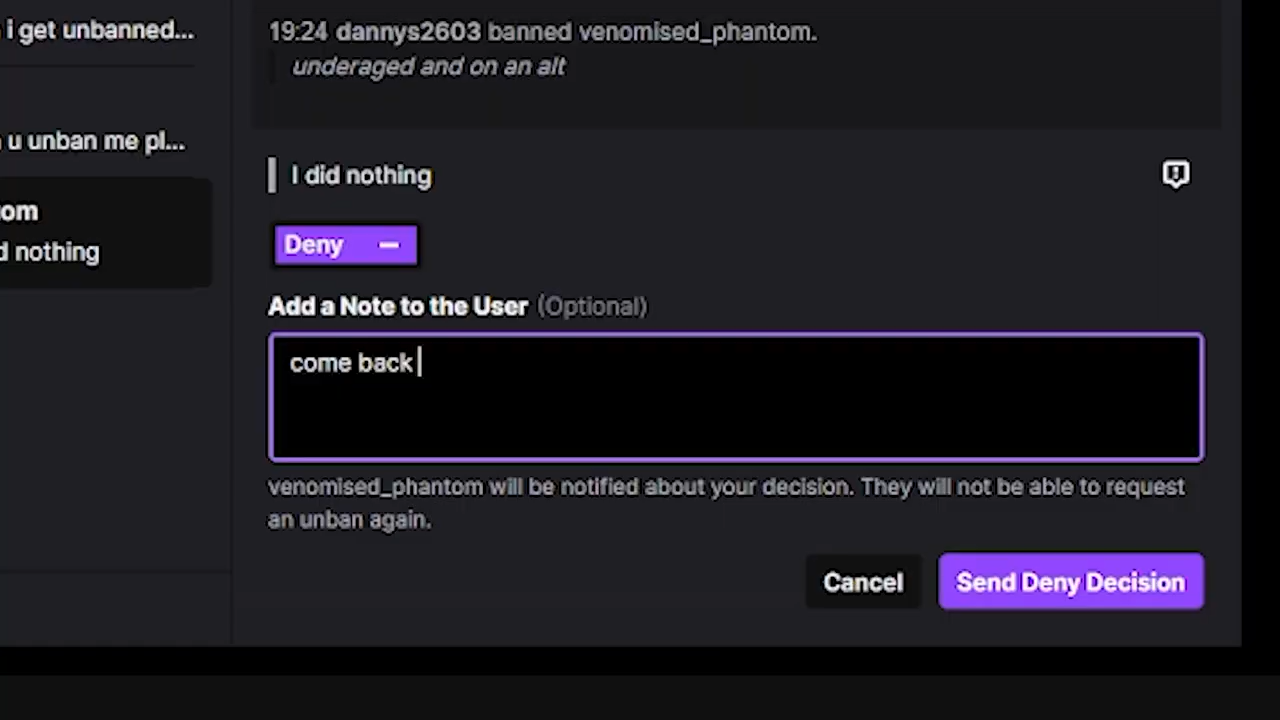 i get unbanned...
19:24 dannys2603 banned venomised_phantom.
underaged and on an alt
u unban me pl...
I did nothing
nothing
Deny
Add a Note to the User (Optional)
come back
venomised_phantom will be notified about your decision. They will not be able to request
an unban again.
Cancel
Send Deny Decision